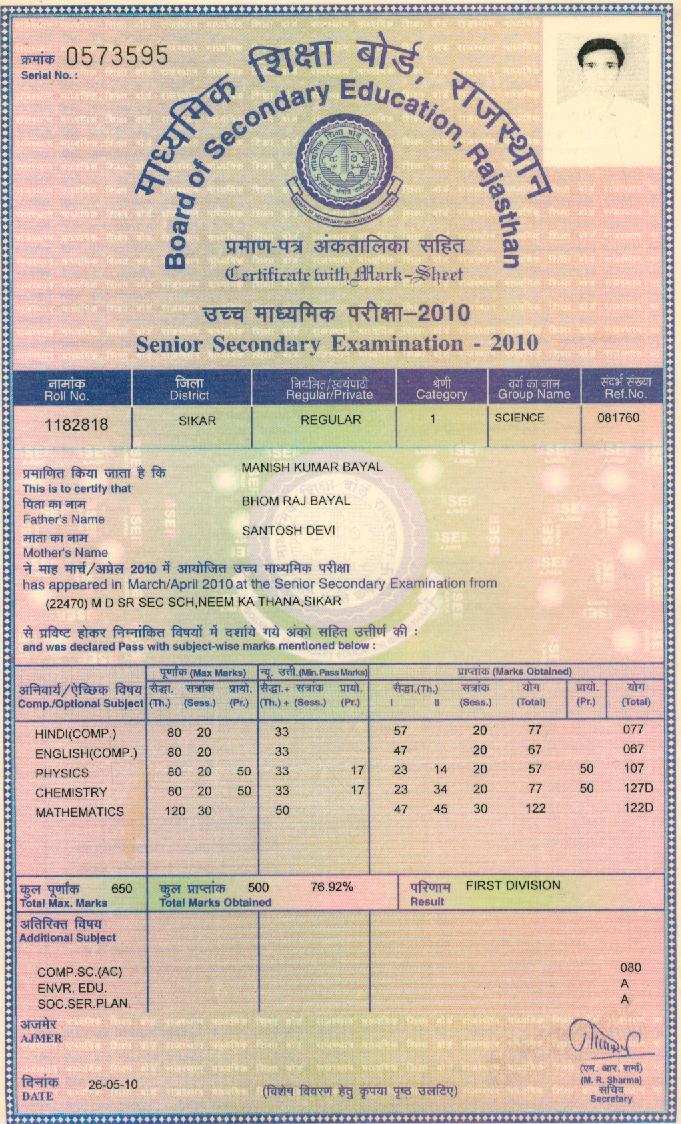 क्रमांक 0573595
Serial No. :
माध्यमिक शिक्षा बोर्ड, राजस्थान
Board of Secondary Education, Rajasthan
प्रमाण-पत्र अंकतालिका सहित
Certificate with Mark-Sheet
उच्च माध्यमिक परीक्षा–2010
Senior Secondary Examination - 2010
नामांक जिला नियमित/स्वयंपाठी श्रेणी वर्ग का नाम संदर्भ संख्या
Roll No. District Regular/Private Category Group Name Ref.No.
1182818 SIKAR REGULAR 1 SCIENCE 081760
प्रमाणित किया जाता है कि MANISH KUMAR BAYAL
This is to certify that
पिता का नाम BHOM RAJ BAYAL
Father's Name
माता का नाम SANTOSH DEVI
Mother's Name
ने माह मार्च/अप्रेल 2010 में आयोजित उच्च माध्यमिक परीक्षा
has appeared in March/April 2010 at the Senior Secondary Examination from
(22470) M D SR SEC SCH,NEEM KA THANA,SIKAR
से प्रविष्ट होकर निम्नांकित विषयों में दर्शाये गये अंको सहित उत्तीर्ण की :
and was declared Pass with subject-wise marks mentioned below :
पूर्णांक (Max Marks) न्यू. उत्ती. (Min. Pass Marks) प्राप्तांक (Marks Obtained)
अनिवार्य/ऐच्छिक विषय सैद्धा. सत्रांक प्रायो. सैद्धा.+ सत्रांक प्रायो. सैद्धा.(Th.) सत्रांक योग प्रायो. योग
Comp./Optional Subject (Th.) (Sess.) (Pr.) (Th.) + (Sess.) (Pr.) I II (Sess.) (Total) (Pr.) (Total)
HINDI(COMP.) 80 20 33 57 20 77 077
ENGLISH(COMP.) 80 20 33 47 20 67 067
PHYSICS 80 20 50 33 17 23 14 20 57 50 107
CHEMISTRY 80 20 50 33 17 23 34 20 77 50 127D
MATHEMATICS 120 30 50 47 45 30 122 122D
कुल पूर्णांक 650 कुल प्राप्तांक 500 76.92% परिणाम FIRST DIVISION
Total Max. Marks Total Marks Obtained Result
अतिरिक्त विषय
Additional Subject
COMP.SC.(AC) 080
ENVR. EDU. A
SOC.SER.PLAN. A
अजमेर
AJMER
(एम. आर. शर्मा)
(M. R. Sharma)
सचिव
Secretary
दिनांक 26-05-10
DATE
(विशेष विवरण हेतु कृपया पृष्ठ उलटिए)